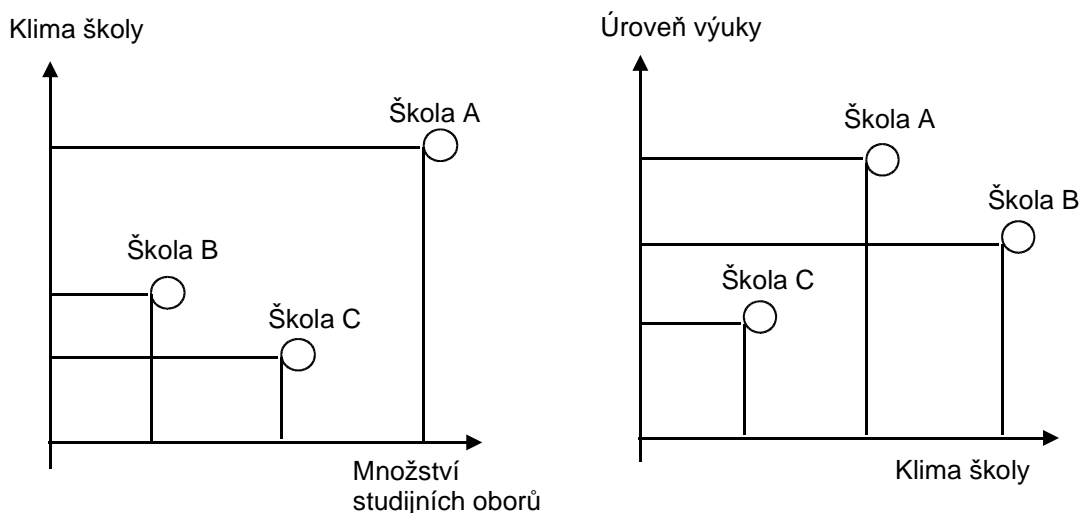 Klima školy
Škola A
Škola B
Škola C
Množství
studijních oborů
Úroveň výuky
Škola A
Škola B
Škola C
Klima školy